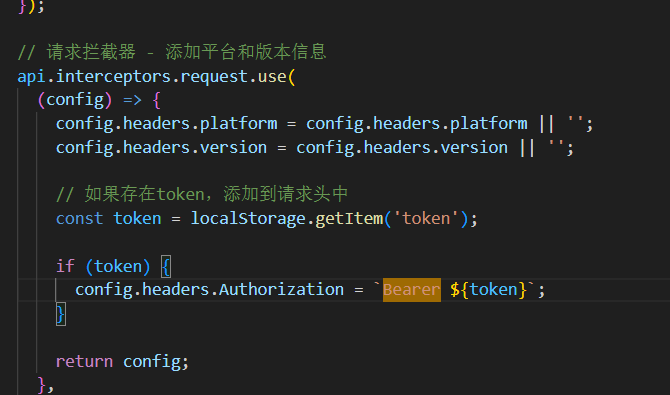 });
// 请求拦截器 - 添加平台和版本信息
api.interceptors.request.use(
(config) => {
config.headers.platform = config.headers.platform || '';
config.headers.version = config.headers.version || '';
// 如果存在token，添加到请求头中
const token = localStorage.getItem('token');
if (token) {
config.headers.Authorization = `Bearer ${token}`;
}
return config;
},